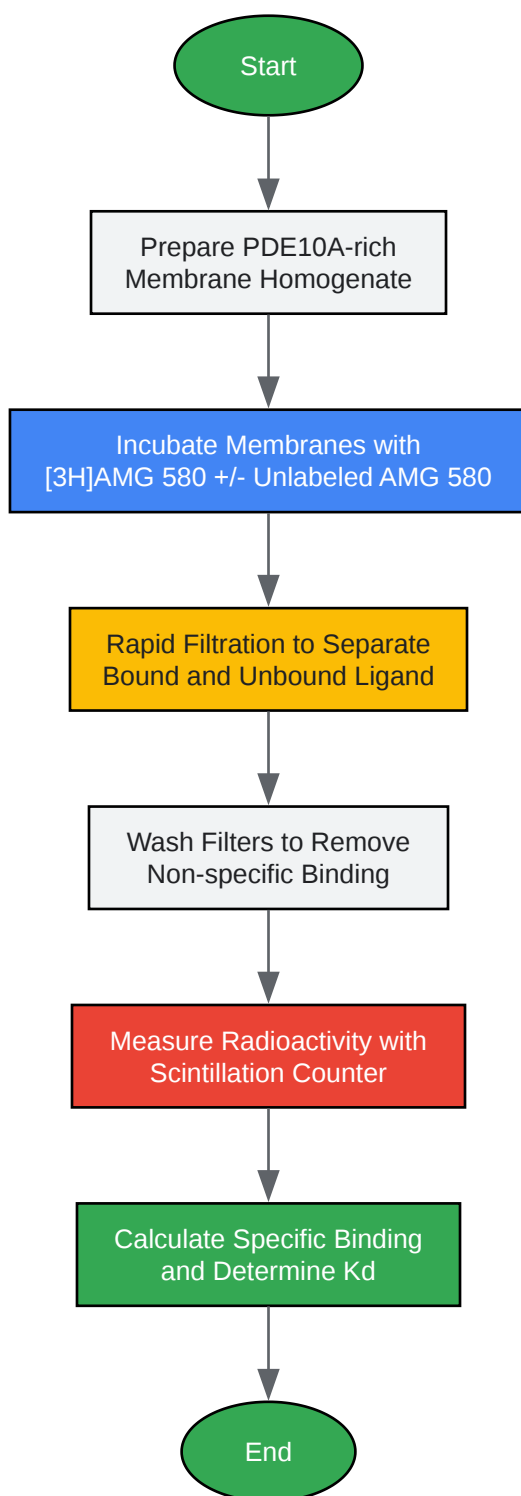 Start
Prepare PDE10A-rich
Membrane Homogenate
Incubate Membranes with
[3H]AMG 580 +/- Unlabeled AMG 580
Rapid Filtration to Separate
Bound and Unbound Ligand
Wash Filters to Remove
Non-specific Binding
Measure Radioactivity with
Scintillation Counter
Calculate Specific Binding
and Determine Kd
End